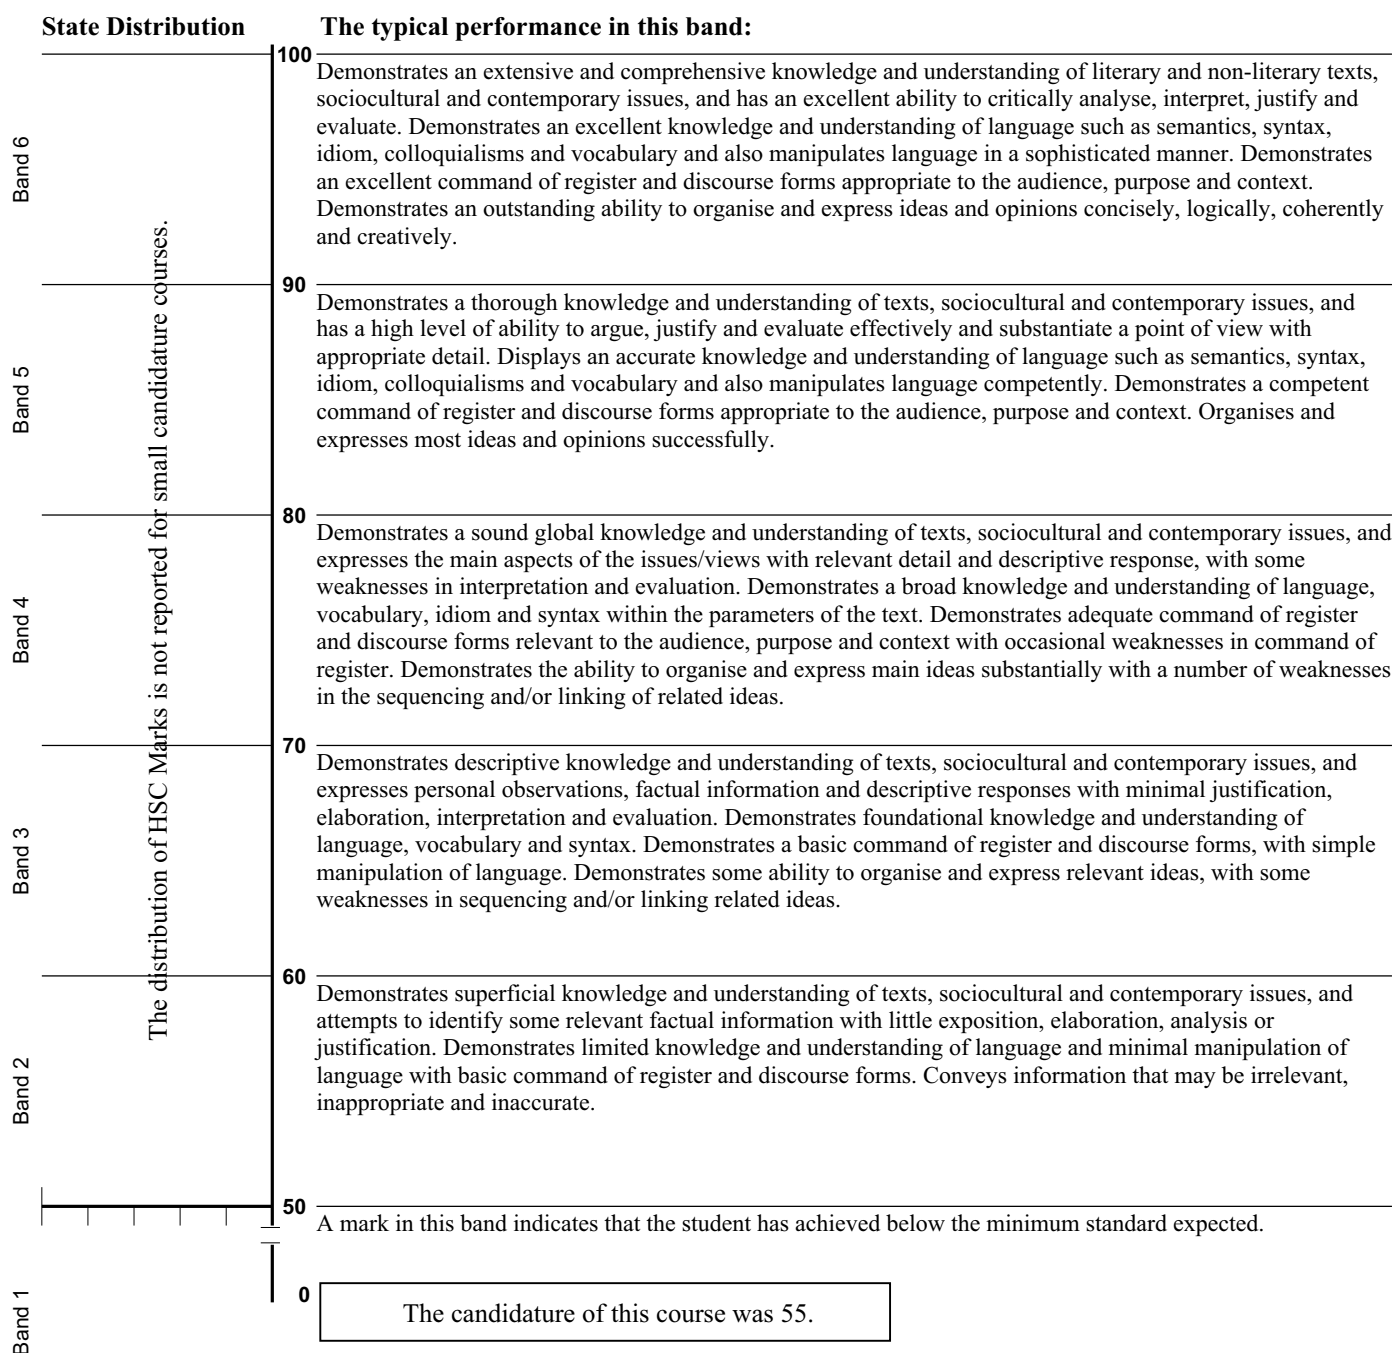 State Distribution
The typical performance in this band:
100
Band 6
Demonstrates an extensive and comprehensive knowledge and understanding of literary and non-literary texts,
sociocultural and contemporary issues, and has an excellent ability to critically analyse, interpret, justify and
evaluate. Demonstrates an excellent knowledge and understanding of language such as semantics, syntax,
idiom, colloquialisms and vocabulary and also manipulates language in a sophisticated manner. Demonstrates
an excellent command of register and discourse forms appropriate to the audience, purpose and context.
Demonstrates an outstanding ability to organise and express ideas and opinions concisely, logically, coherently
and creatively.
The distribution of HSC Marks is not reported for small candidature courses.
90
Band 5
Demonstrates a thorough knowledge and understanding of texts, sociocultural and contemporary issues, and
has a high level of ability to argue, justify and evaluate effectively and substantiate a point of view with
appropriate detail. Displays an accurate knowledge and understanding of language such as semantics, syntax,
idiom, colloquialisms and vocabulary and also manipulates language competently. Demonstrates a competent
command of register and discourse forms appropriate to the audience, purpose and context. Organises and
expresses most ideas and opinions successfully.
80
Band 4
Demonstrates a sound global knowledge and understanding of texts, sociocultural and contemporary issues, and
expresses the main aspects of the issues/views with relevant detail and descriptive response, with some
weaknesses in interpretation and evaluation. Demonstrates a broad knowledge and understanding of language,
vocabulary, idiom and syntax within the parameters of the text. Demonstrates adequate command of register
and discourse forms relevant to the audience, purpose and context with occasional weaknesses in command of
register. Demonstrates the ability to organise and express main ideas substantially with a number of weaknesses
in the sequencing and/or linking of related ideas.
70
Band 3
Demonstrates descriptive knowledge and understanding of texts, sociocultural and contemporary issues, and
expresses personal observations, factual information and descriptive responses with minimal justification,
elaboration, interpretation and evaluation. Demonstrates foundational knowledge and understanding of
language, vocabulary and syntax. Demonstrates a basic command of register and discourse forms, with simple
manipulation of language. Demonstrates some ability to organise and express relevant ideas, with some
weaknesses in sequencing and/or linking related ideas.
60
Band 2
Demonstrates superficial knowledge and understanding of texts, sociocultural and contemporary issues, and
attempts to identify some relevant factual information with little exposition, elaboration, analysis or
justification. Demonstrates limited knowledge and understanding of language and minimal manipulation of
language with basic command of register and discourse forms. Conveys information that may be irrelevant,
inappropriate and inaccurate.
50
A mark in this band indicates that the student has achieved below the minimum standard expected.
Band 1
0
The candidature of this course was 55.